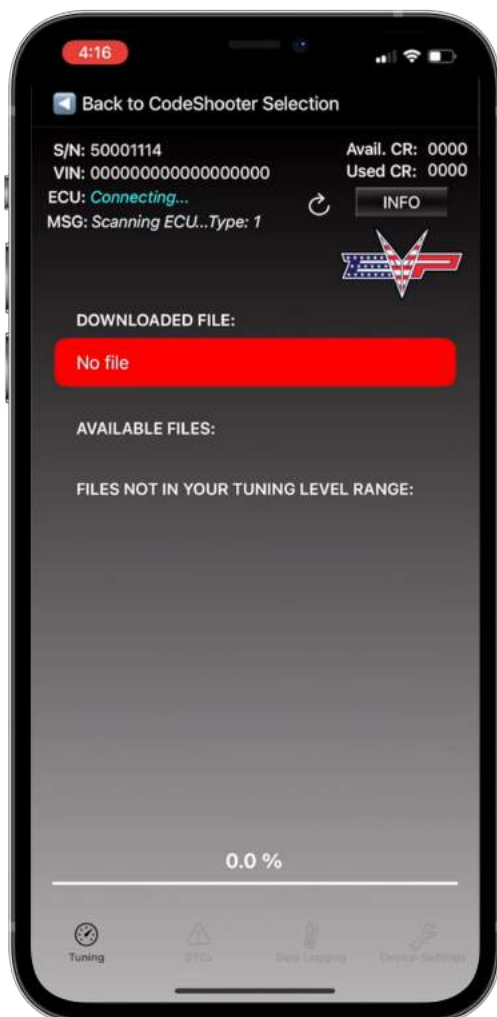 4:16
Back to CodeShooter Selection
S/N: 50001114
VIN: 00000000000000000
Avail. CR: 0000
Used CR: 0000
ECU: Connecting...
INFO
MSG: Scanning ECU...Type: 1
DOWNLOADED FILE:
No file
AVAILABLE FILES:
FILES NOT IN YOUR TUNING LEVEL RANGE:
0.0 %
Tuning
DTCs
Data Logging
Device Settings